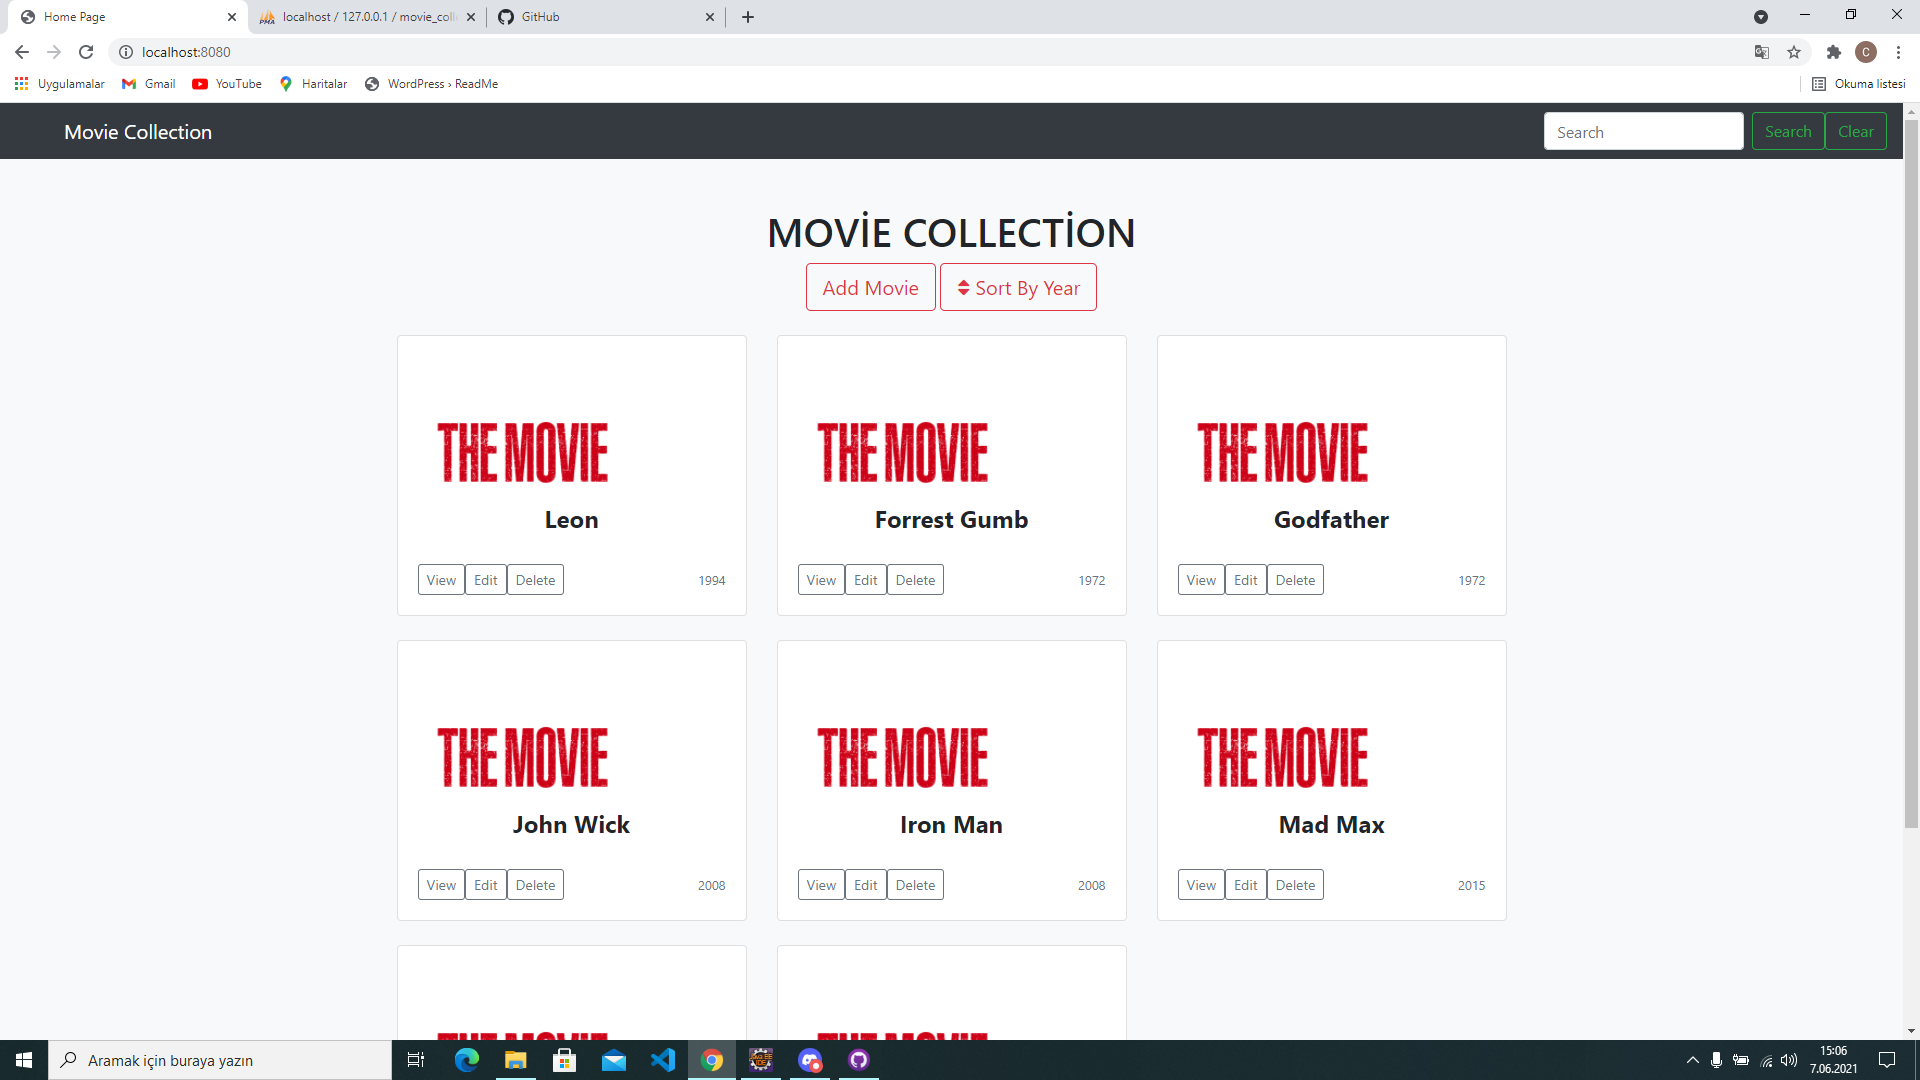 Home Page
localhost / 127.0.0.1 / movie_coll
GitHub
localhost:8080
C
Uygulamalar
Gmail
YouTube
Haritalar
WordPress › ReadMe
Okuma listesi
Movie Collection
Search
Search
Clear
MOVİE COLLECTİON
Add Movie
Sort By Year
THE MOVIE
THE MOVIE
THE MOVIE
Leon
Forrest Gumb
Godfather
View Edit Delete 1994
View Edit Delete 1972
View Edit Delete 1972
THE MOVIE
THE MOVIE
THE MOVIE
John Wick
Iron Man
Mad Max
View Edit Delete 2008
View Edit Delete 2008
View Edit Delete 2015
THE MOVIE
THE MOVIE
Aramak için buraya yazın
15:06
7.06.2021